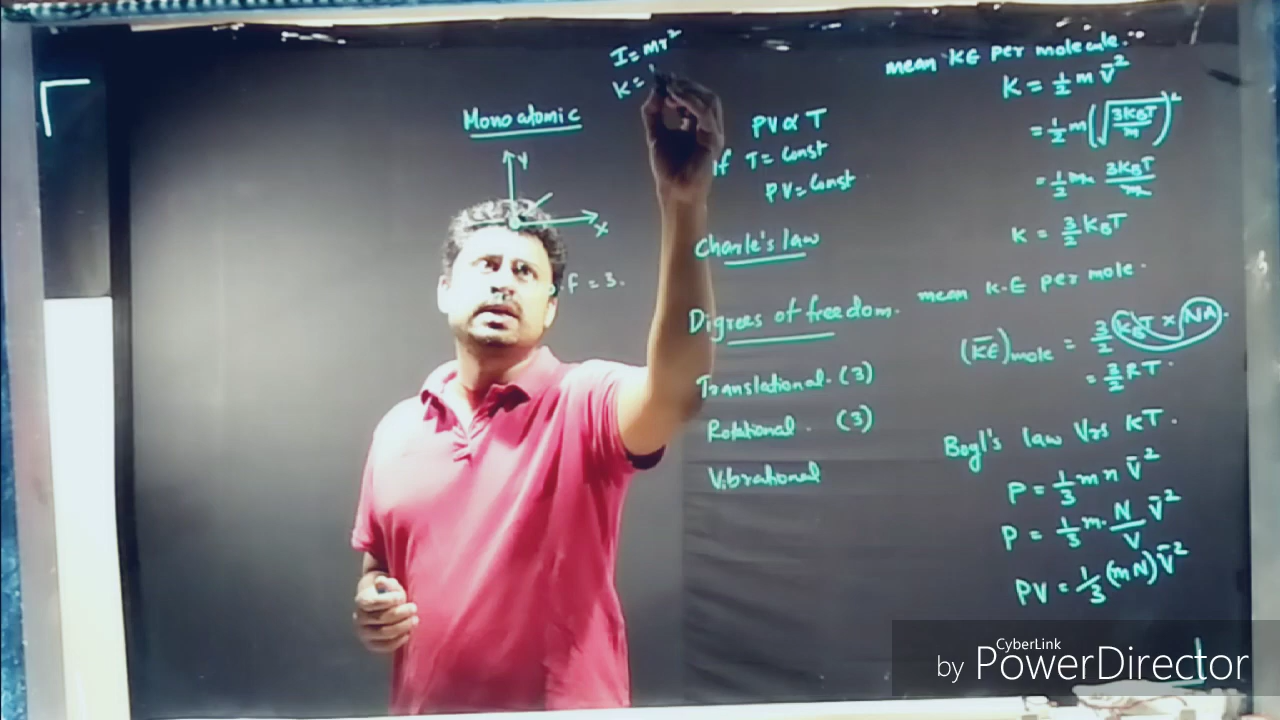 I = mr²
K =
Monoatomic
Y
X
f = 3.
PV α T
If T = Const
PV = Const
Charle's law
Digrees of freedom.
Translational. (3)
Rotational. (3)
Vibrational
mean KE per molecule.
K = 1/2 m v̄²
= 1/2 m (√(3KBT/m))²
= 1/2 m 3KBT/m
K = 3/2 KBT
mean K.E per mole.
(K̄E)mole = 3/2 KBT × NA.
= 3/2 RT.
Boyl's law Vrs KT.
P = 1/3 m n v̄²
P = 1/3 m. N/V v̄²
PV = 1/3 (mN) v̄²
CyberLink
by PowerDirector